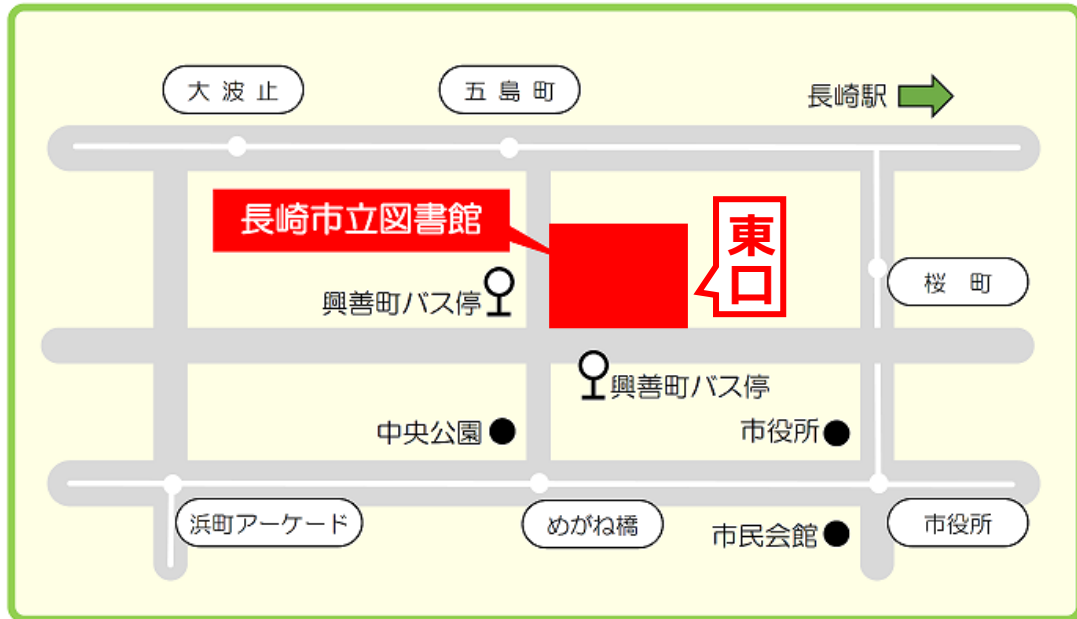 大波止
五島町
長崎駅
長崎市立図書館
東口
桜町
興善町バス停
興善町バス停
中央公園
市役所
浜町アーケード
めがね橋
市民会館
市役所